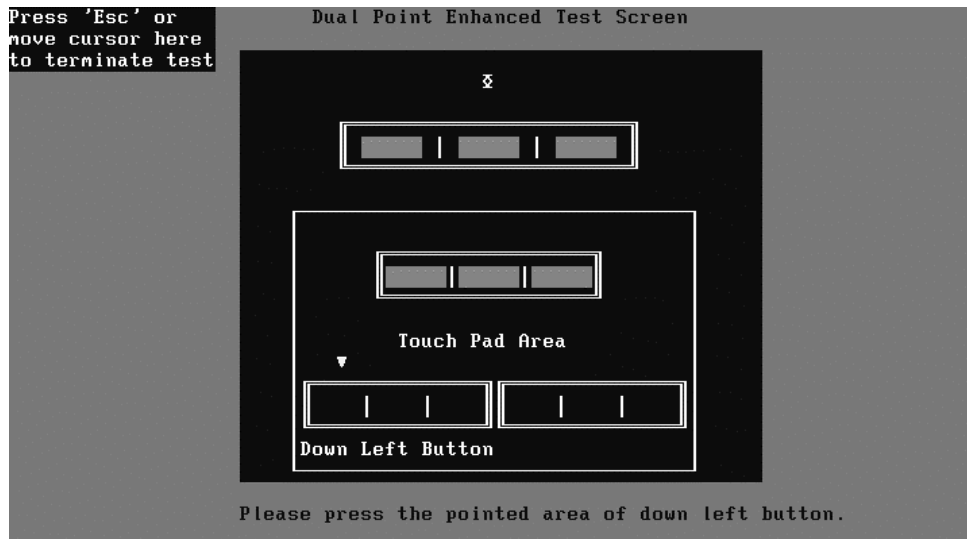 Press 'Esc' or
move cursor here
to terminate test
Dual Point Enhanced Test Screen
Touch Pad Area
Down Left Button
Please press the pointed area of down left button.